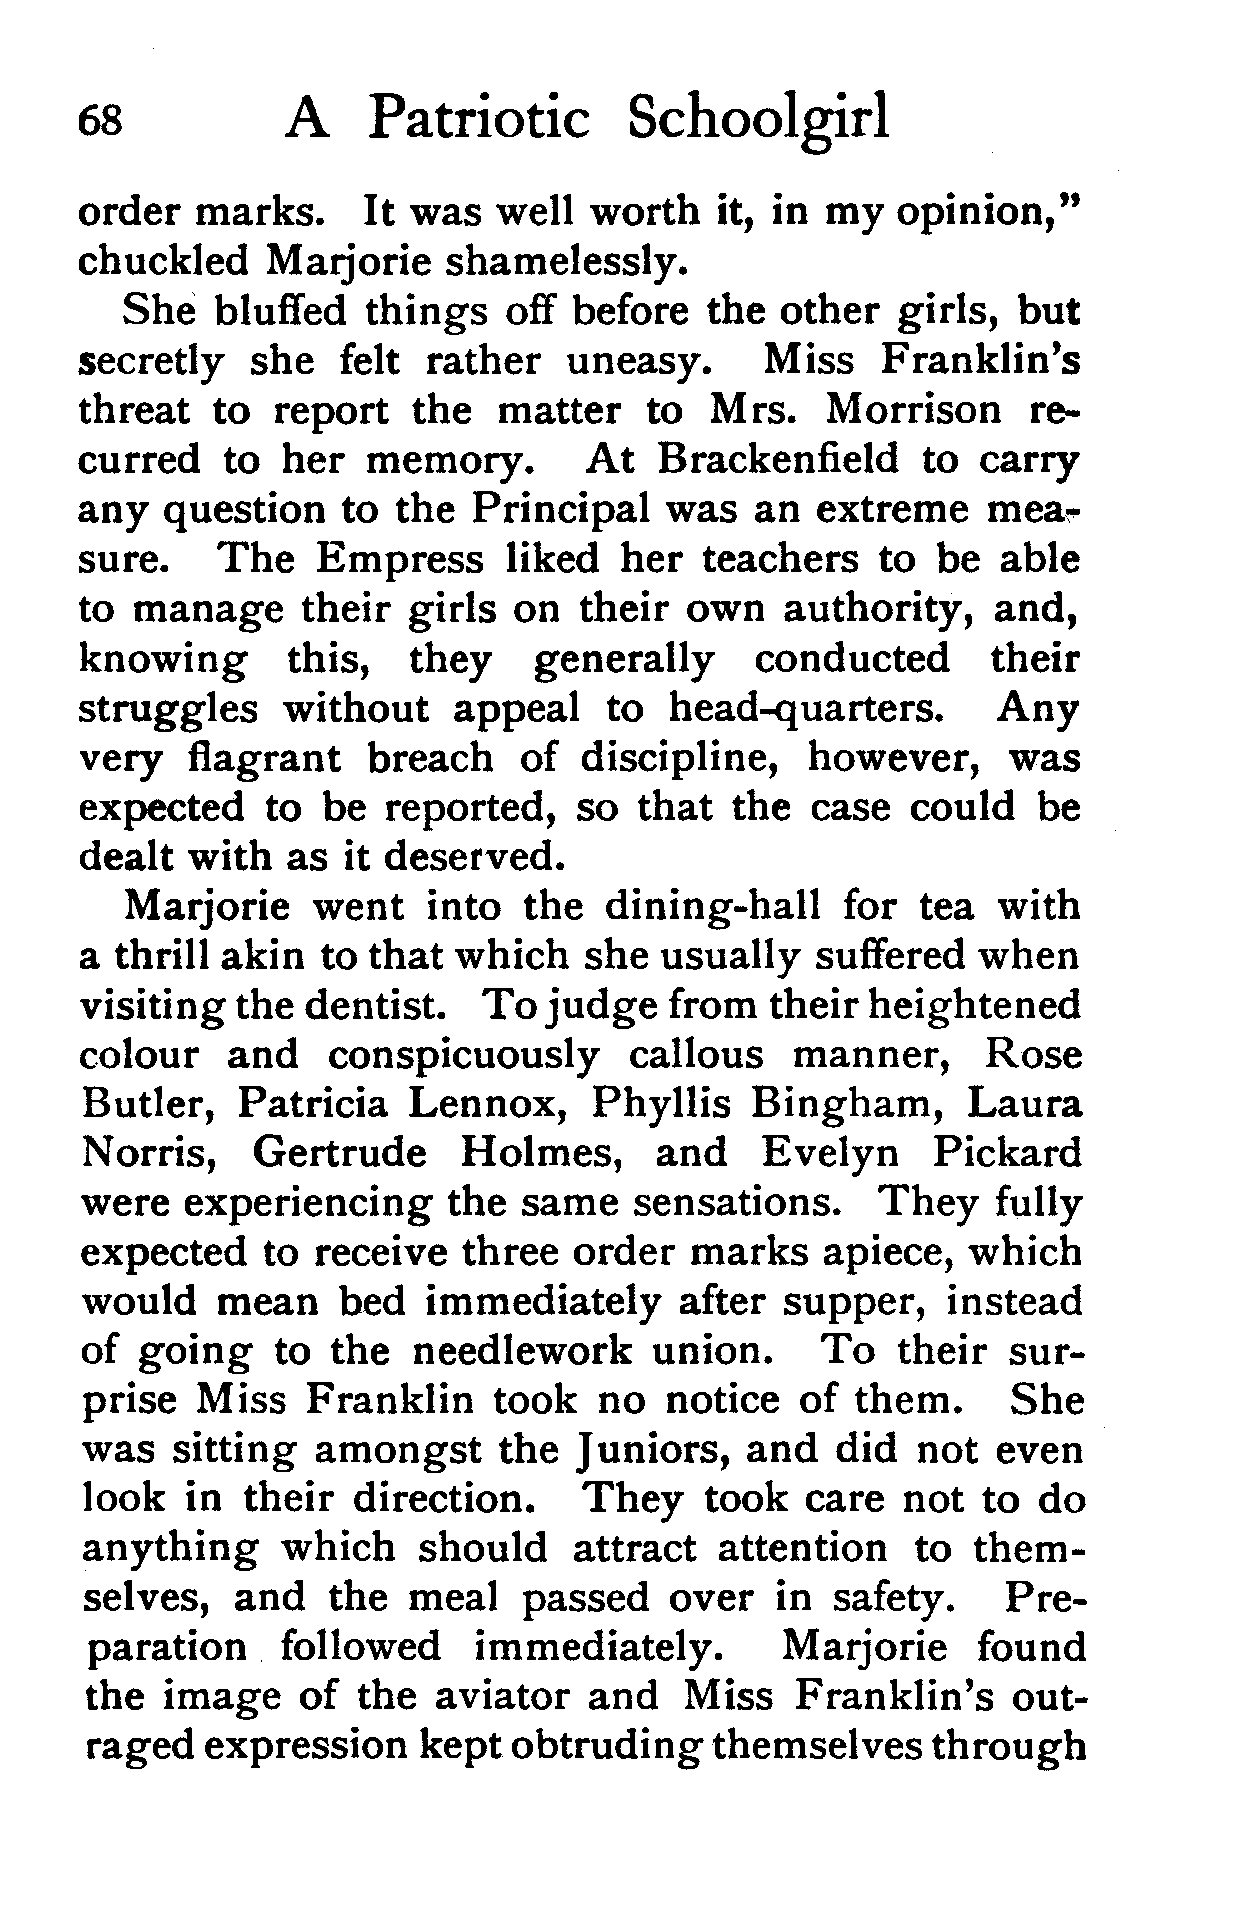 68 A Patriotic Schoolgirl
order marks. It was well worth it, in my opinion,”
chuckled Marjorie shamelessly.
She bluffed things off before the other girls, but
secretly she felt rather uneasy. Miss Franklin’s
threat to report the matter to Mrs. Morrison re-
curred to her memory. At Brackenfield to carry
any question to the Principal was an extreme mea-
sure. The Empress liked her teachers to be able
to manage their girls on their own authority, and,
knowing this, they generally conducted their
struggles without appeal to head-quarters. Any
very flagrant breach of discipline, however, was
expected to be reported, so that the case could be
dealt with as it deserved.
Marjorie went into the dining-hall for tea with
a thrill akin to that which she usually suffered when
visiting the dentist. To judge from their heightened
colour and conspicuously callous manner, Rose
Butler, Patricia Lennox, Phyllis Bingham, Laura
Norris, Gertrude Holmes, and Evelyn Pickard
were experiencing the same sensations. They fully
expected to receive three order marks apiece, which
would mean bed immediately after supper, instead
of going to the needlework union. To their sur-
prise Miss Franklin took no notice of them. She
was sitting amongst the Juniors, and did not even
look in their direction. They took care not to do
anything which should attract attention to them-
selves, and the meal passed over in safety. Pre-
paration followed immediately. Marjorie found
the image of the aviator and Miss Franklin’s out-
raged expression kept obtruding themselves through